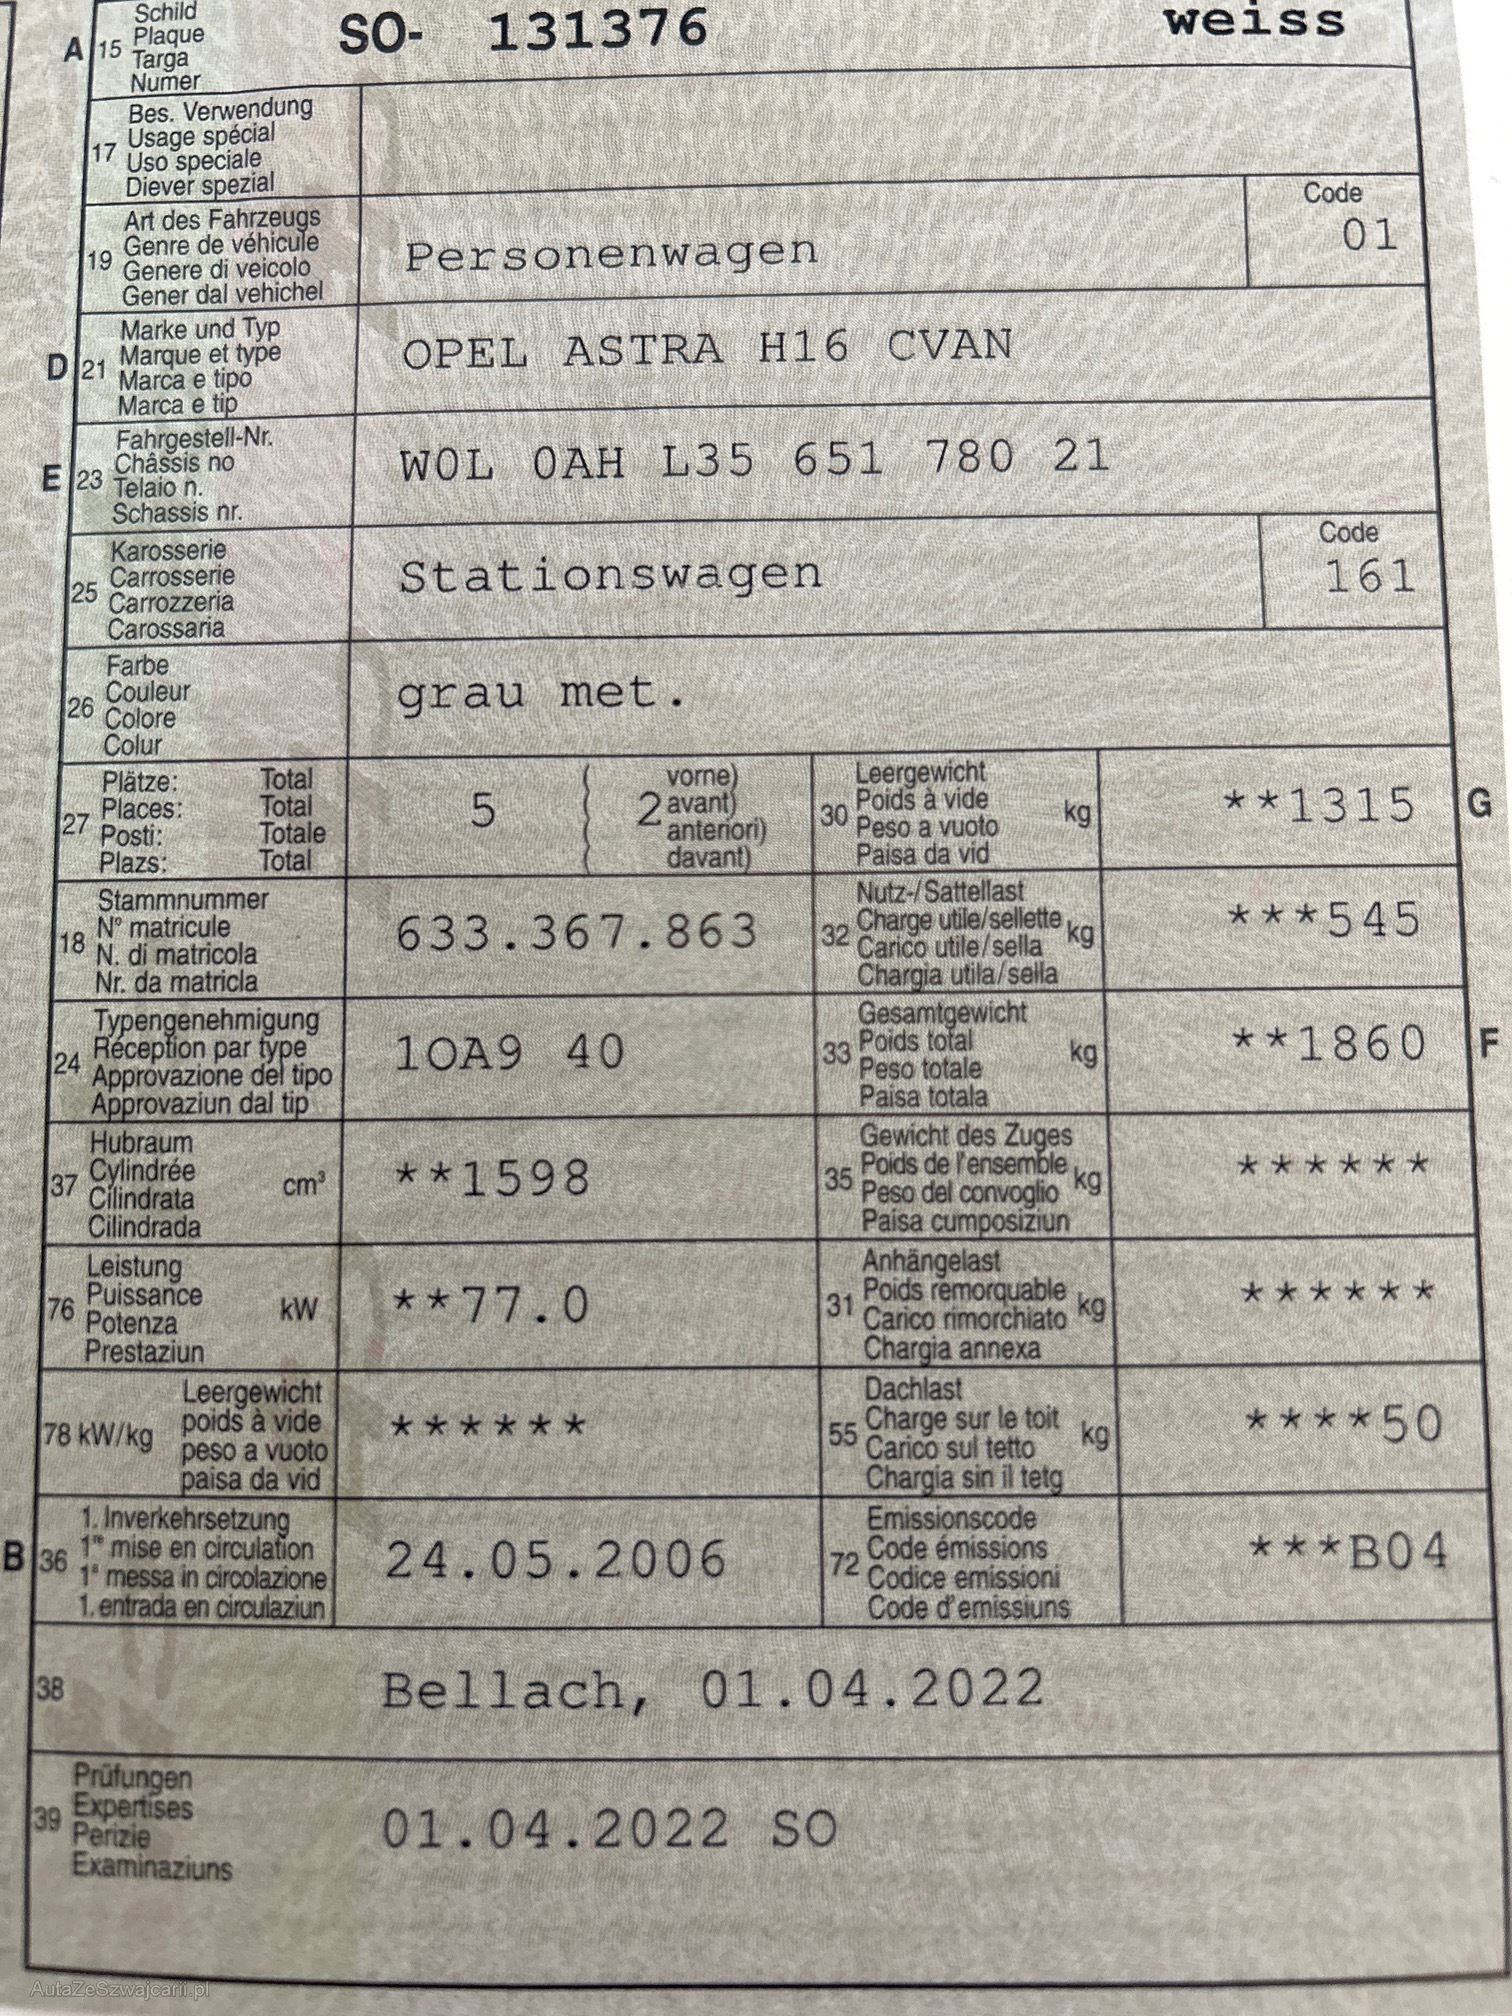 A 15 Schild
Plaque
Targa
Numer
SO- 131376 weiss
17 Bes. Verwendung
Usage spécial
Uso speciale
Diever spezial
19 Art des Fahrzeugs
Genre de véhicule
Genere di veicolo
Gener dal vehichel
Personenwagen
Code
01
D 21 Marke und Typ
Marque et type
Marca e tipo
Marca e tip
OPEL ASTRA H16 CVAN
E 23 Fahrgestell-Nr.
Châssis no
Telaio n.
Schassis nr.
WOL 0AH L35 651 780 21
25 Karosserie
Carrosserie
Carrozzeria
Carossaria
Stationswagen
Code
161
26 Farbe
Couleur
Colore
Colur
grau met.
27 Plätze: Total
Places: Total
Posti: Totale
Plazs: Total
5 ( 2 vorne)
( avant)
( anteriori)
( davant)
30 Leergewicht
Poids à vide kg
Peso a vuoto
Paisa da vid
**1315 G
18 Stammnummer
N° matricule
N. di matricola
Nr. da matricla
633.367.863
32 Nutz-/Sattellast
Charge utile/sellette kg
Carico utile/sella
Chargia utila/sella
***545
24 Typengenehmigung
Réception par type
Approvazione del tipo
Approvaziun dal tip
1OA9 40
33 Gesamtgewicht
Poids total kg
Peso totale
Paisa totala
**1860 F
37 Hubraum
Cylindrée cm³
Cilindrata
Cilindrada
**1598
35 Gewicht des Zuges
Poids de l'ensemble kg
Peso del convoglio
Paisa cumposiziun
******
76 Leistung
Puissance kW
Potenza
Prestaziun
**77.0
31 Anhängelast
Poids remorquable kg
Carico rimorchiato
Chargia annexa
******
78 kW/kg Leergewicht
poids à vide
peso a vuoto
paisa da vid
******
55 Dachlast
Charge sur le toit kg
Carico sul tetto
Chargia sin il tetg
****50
B 36 1. Inverkehrsetzung
1re mise en circulation
1a messa in circolazione
1. entrada en circulaziun
24.05.2006
72 Emissionscode
Code émissions
Codice emissioni
Code d'emissiuns
***B04
38 Bellach, 01.04.2022
39 Prüfungen
Expertises
Perizie
Examinaziuns
01.04.2022 SO
AutaZeSzwajcarii.pl